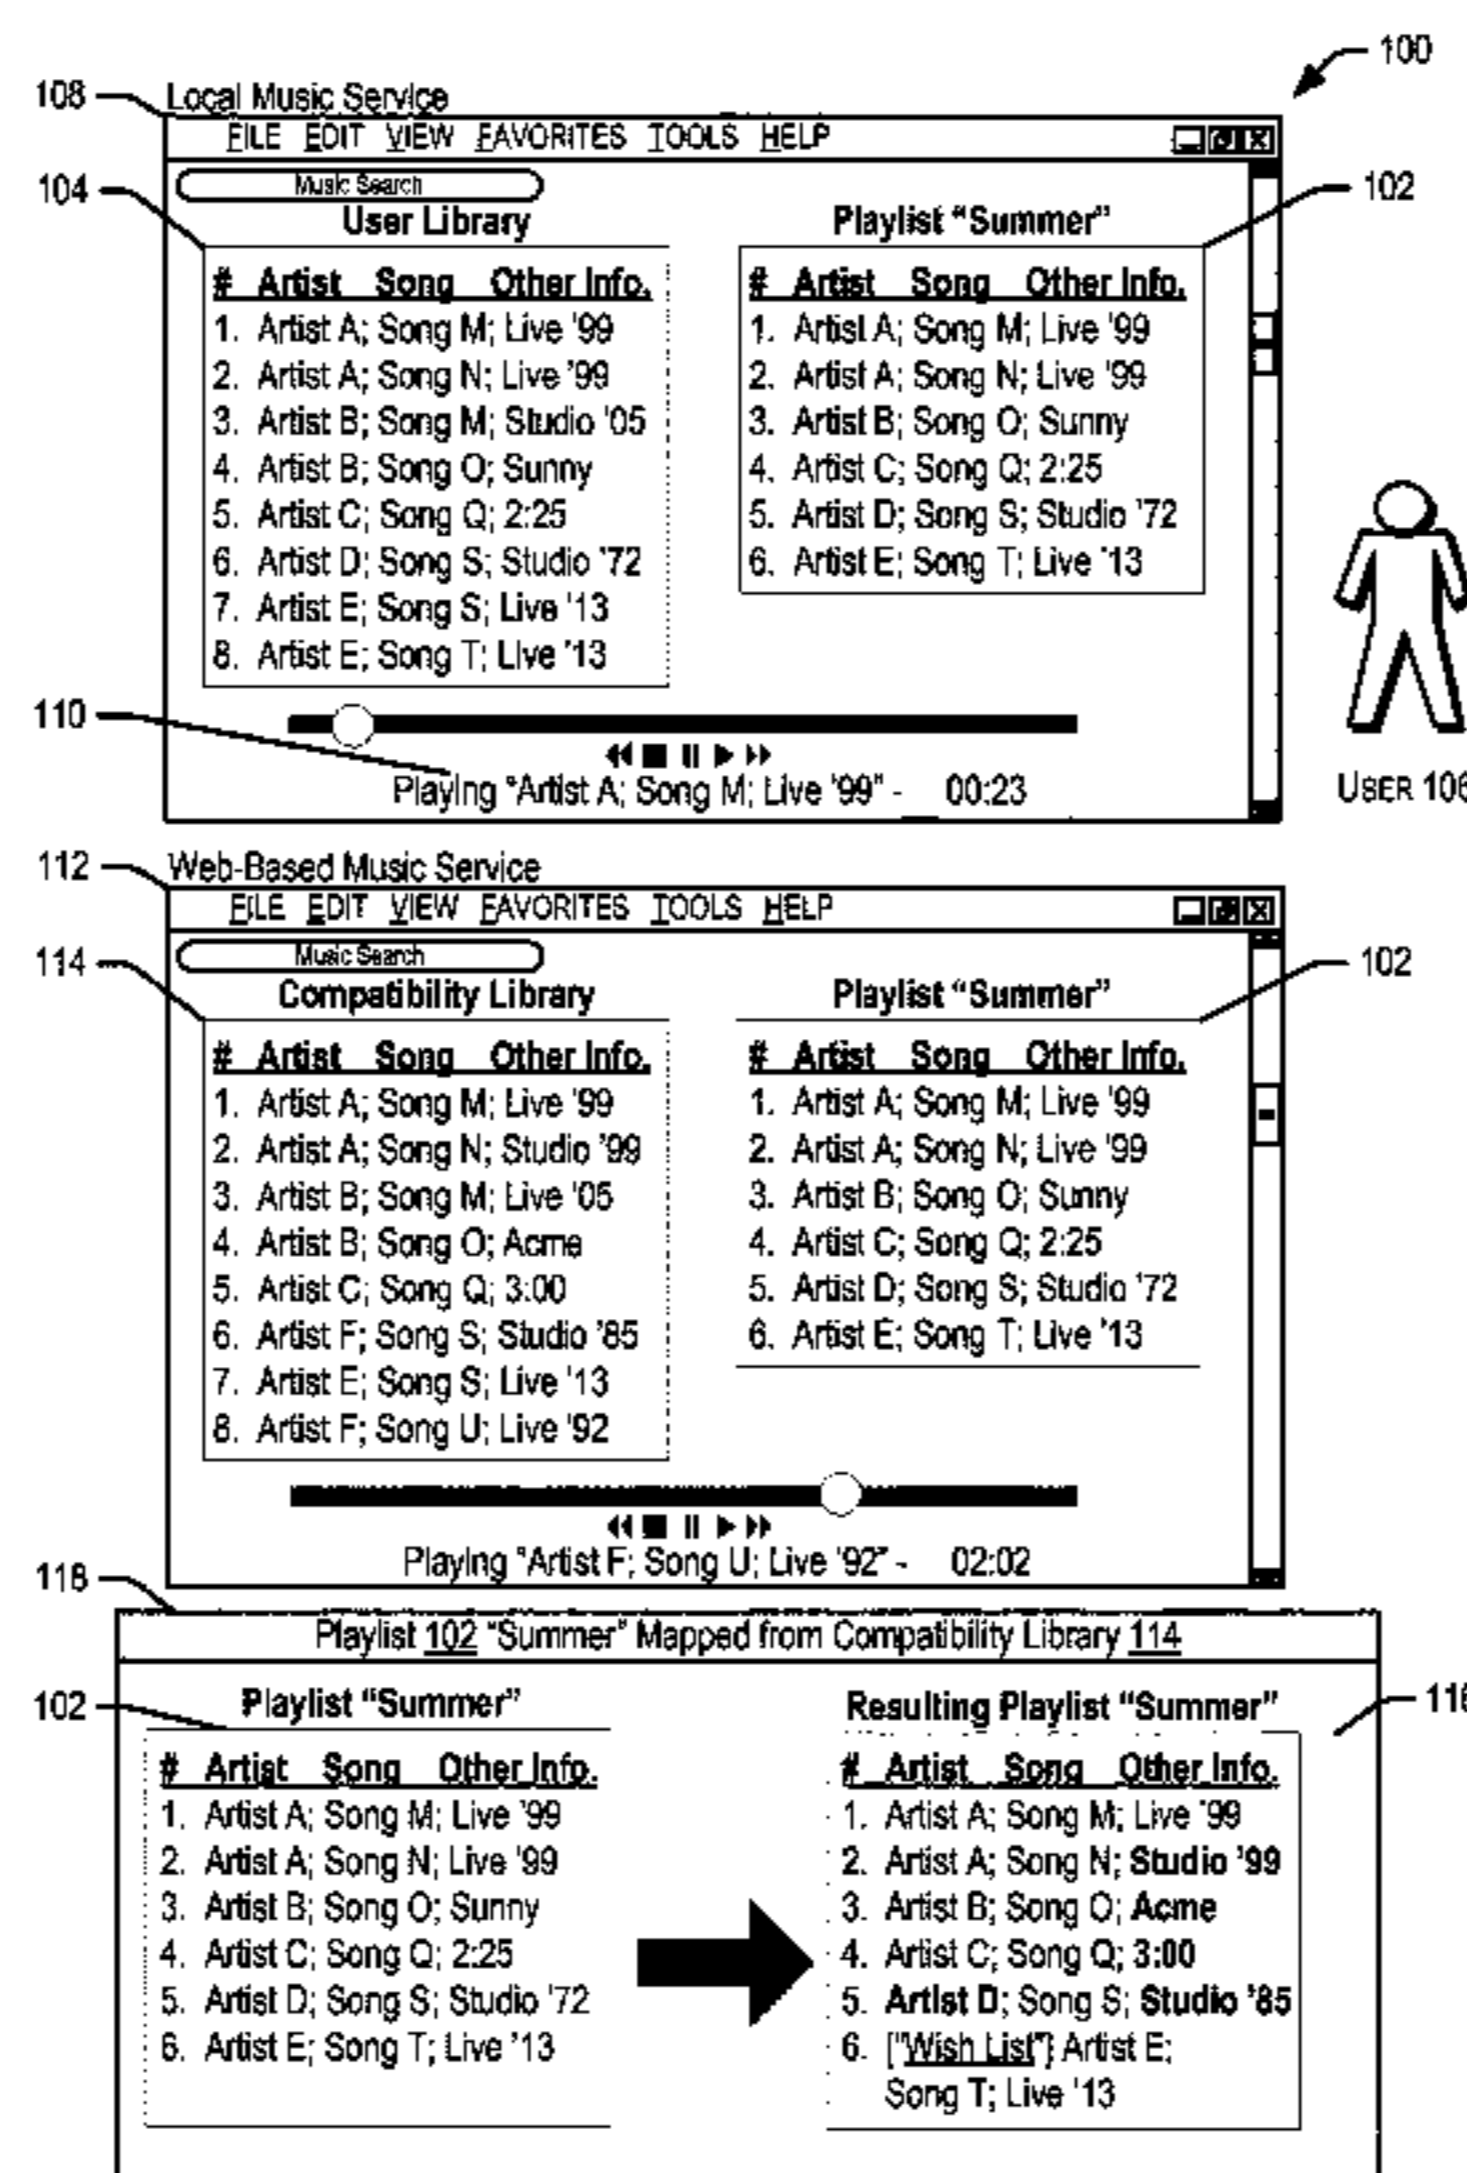 100
108
Local Music Service
FILE EDIT VIEW FAVORITES TOOLS HELP
104
Music Search
102
User Library
Playlist “Summer”
# Artist Song Other Info.
1. Artist A; Song M; Live '99
2. Artist A; Song N; Live '99
3. Artist B; Song M; Studio '05
4. Artist B; Song O; Sunny
5. Artist C; Song Q; 2:25
6. Artist D; Song S; Studio '72
7. Artist E; Song S; Live '13
8. Artist E; Song T; Live '13
# Artist Song Other Info.
1. Artist A; Song M; Live '99
2. Artist A; Song N; Live '99
3. Artist B; Song O; Sunny
4. Artist C; Song Q; 2:25
5. Artist D; Song S; Studio '72
6. Artist E; Song T; Live '13
110
Playing "Artist A; Song M; Live '99" - 00:23
USER 106
112
Web-Based Music Service
FILE EDIT VIEW FAVORITES TOOLS HELP
114
Music Search
102
Compatibility Library
Playlist “Summer”
# Artist Song Other Info.
1. Artist A; Song M; Live '99
2. Artist A; Song N; Studio '99
3. Artist B; Song M; Live '05
4. Artist B; Song O; Acme
5. Artist C; Song Q; 3:00
6. Artist F; Song S; Studio '85
7. Artist E; Song S; Live '13
8. Artist F; Song U; Live '92
# Artist Song Other Info.
1. Artist A; Song M; Live '99
2. Artist A; Song N; Live '99
3. Artist B; Song O; Sunny
4. Artist C; Song Q; 2:25
5. Artist D; Song S; Studio '72
6. Artist E; Song T; Live '13
Playing "Artist F; Song U; Live '92" - 02:02
118
Playlist 102 "Summer" Mapped from Compatibility Library 114
102
Playlist “Summer”
Resulting Playlist “Summer”
# Artist Song Other Info.
1. Artist A; Song M; Live '99
2. Artist A; Song N; Live '99
3. Artist B; Song O; Sunny
4. Artist C; Song Q; 2:25
5. Artist D; Song S; Studio '72
6. Artist E; Song T; Live '13
# Artist Song Other Info.
1. Artist A; Song M; Live '99
2. Artist A; Song N; Studio '99
3. Artist B; Song O; Acme
4. Artist C; Song Q; 3:00
5. Artist D; Song S; Studio '85
6. ["Wish List"] Artist E;
Song T; Live '13